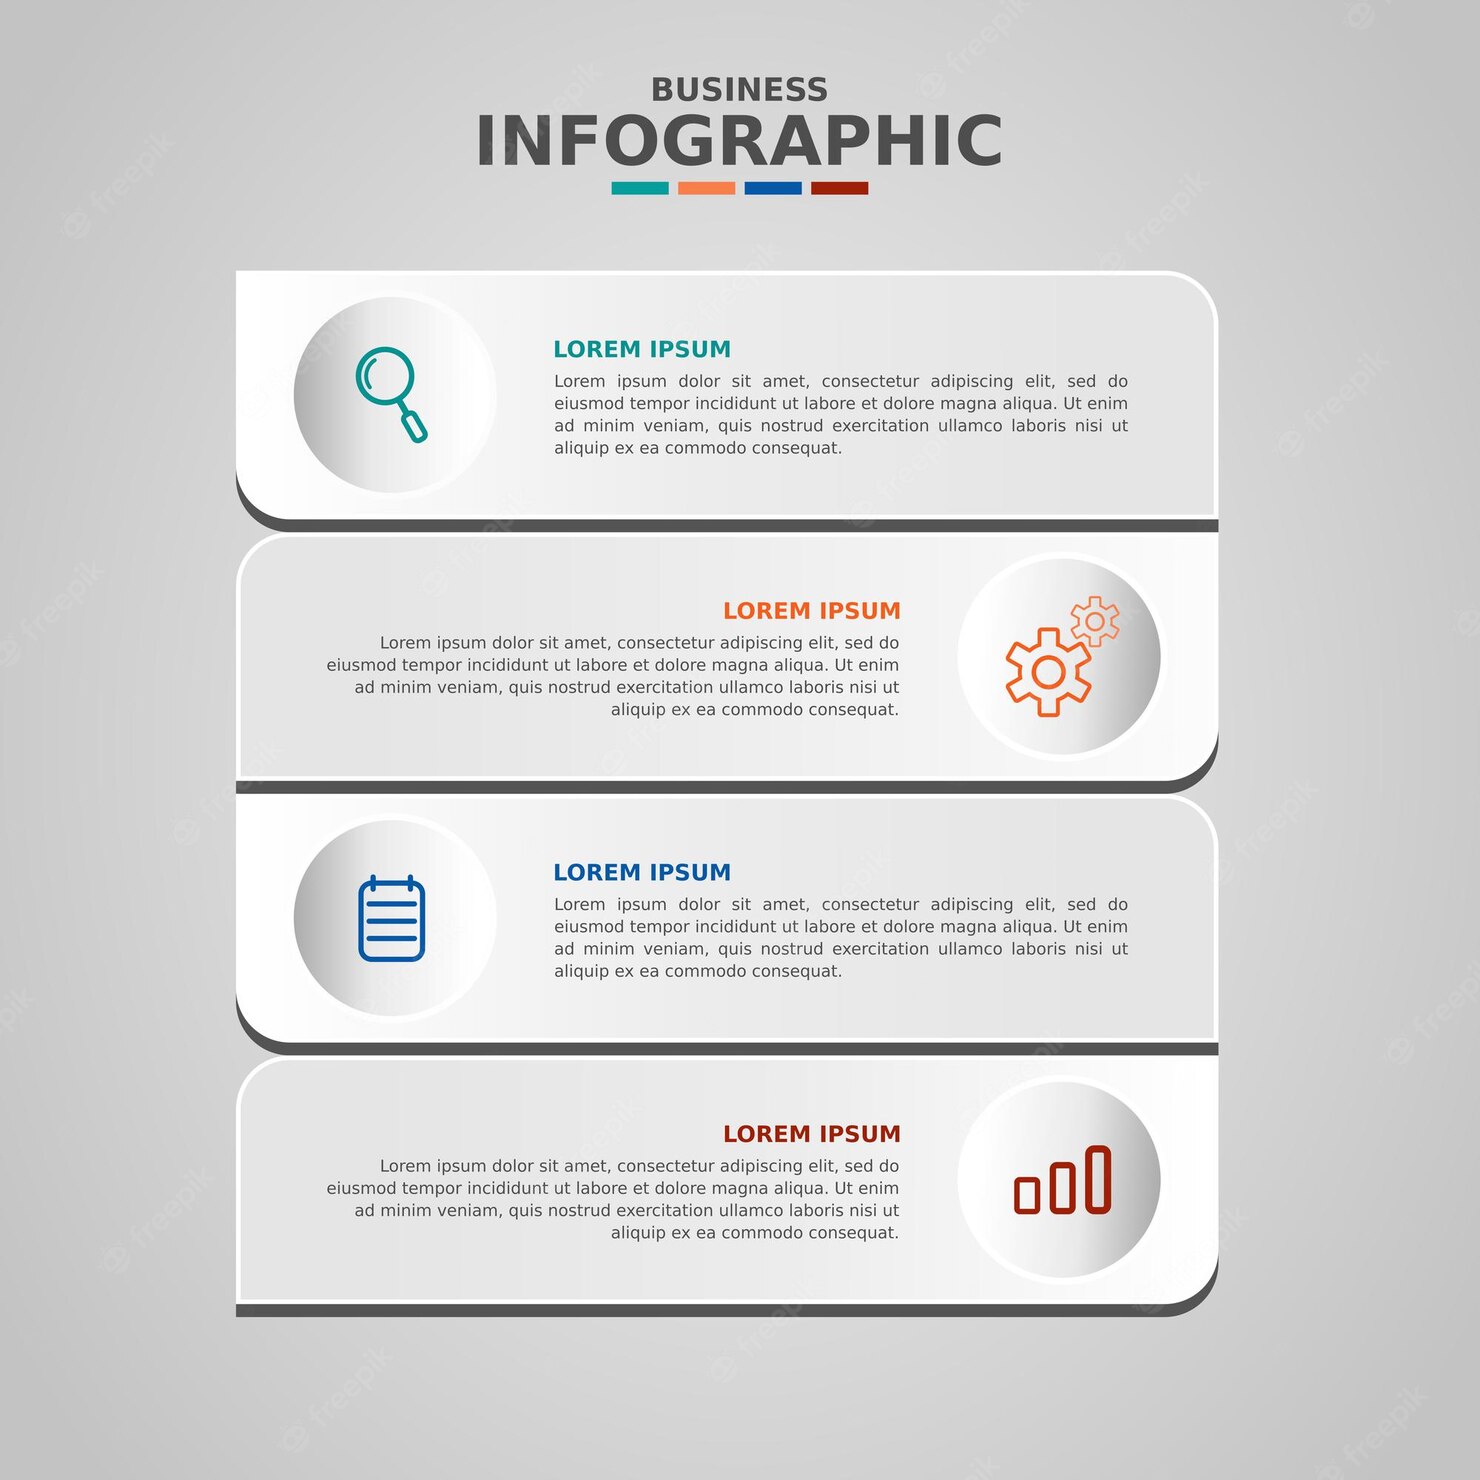 BUSINESS
INFOGRAPHIC
LOREM IPSUM
Lorem ipsum dolor sit amet, consectetur adipiscing elit, sed do
eiusmod tempor incididunt ut labore et dolore magna aliqua. Ut enim
ad minim veniam, quis nostrud exercitation ullamco laboris nisi ut
aliquip ex ea commodo consequat.
LOREM IPSUM
Lorem ipsum dolor sit amet, consectetur adipiscing elit, sed do
eiusmod tempor incididunt ut labore et dolore magna aliqua. Ut enim
ad minim veniam, quis nostrud exercitation ullamco laboris nisi ut
aliquip ex ea commodo consequat.
LOREM IPSUM
Lorem ipsum dolor sit amet, consectetur adipiscing elit, sed do
eiusmod tempor incididunt ut labore et dolore magna aliqua. Ut enim
ad minim veniam, quis nostrud exercitation ullamco laboris nisi ut
aliquip ex ea commodo consequat.
LOREM IPSUM
Lorem ipsum dolor sit amet, consectetur adipiscing elit, sed do
eiusmod tempor incididunt ut labore et dolore magna aliqua. Ut enim
ad minim veniam, quis nostrud exercitation ullamco laboris nisi ut
aliquip ex ea commodo consequat.
freepik